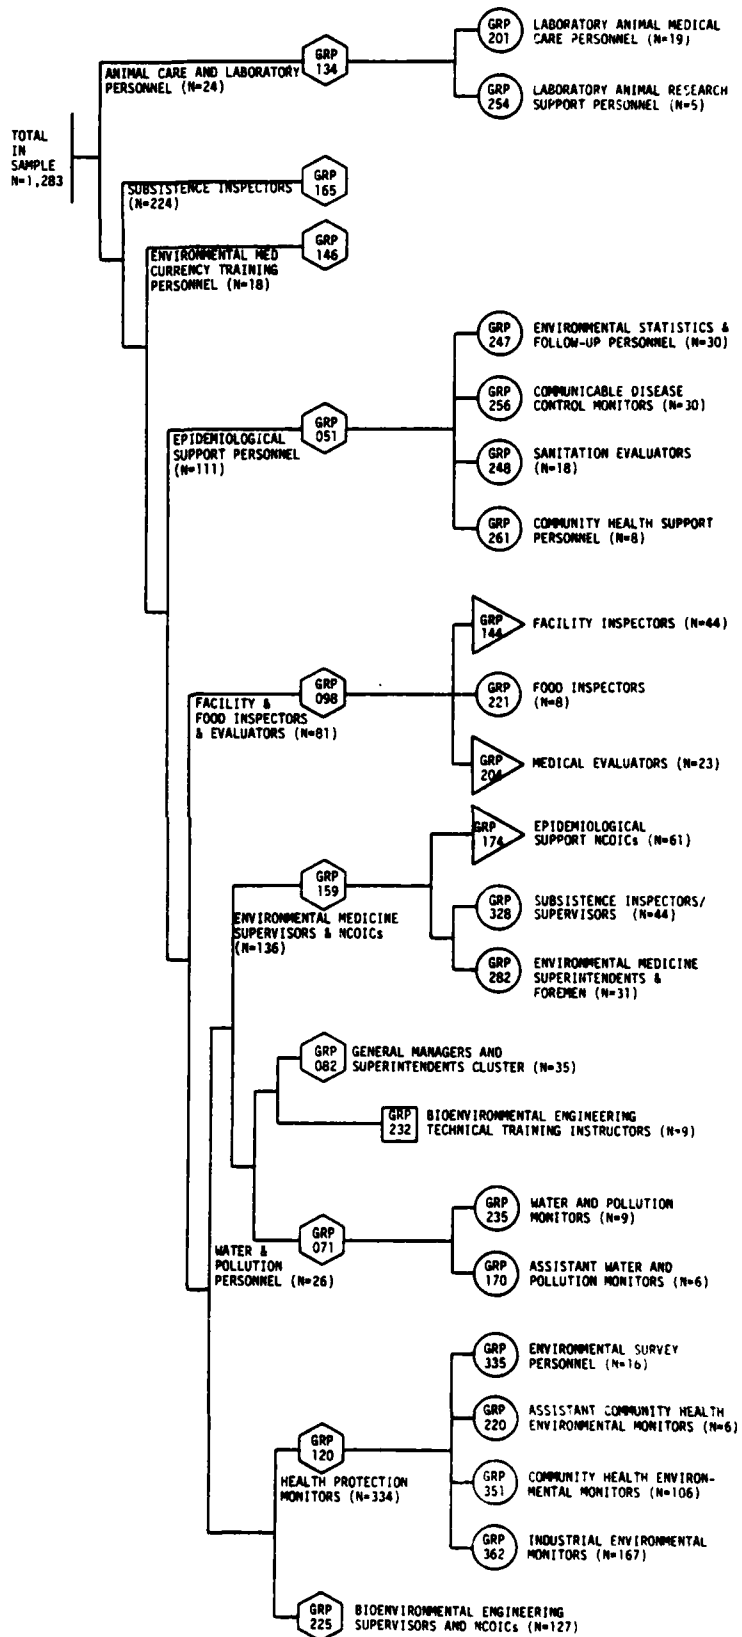 GRP
201
LABORATORY ANIMAL MEDICAL
CARE PERSONNEL (N=19)
GRP
134
ANIMAL CARE AND LABORATORY
PERSONNEL (N=24)
GRP
254
LABORATORY ANIMAL RESEARCH
SUPPORT PERSONNEL (N=5)
TOTAL
IN
SAMPLE
N=1,283
SUBSISTENCE INSPECTORS
(N=224)
GRP
165
ENVIRONMENTAL MED
CURRENCY TRAINING
PERSONNEL (N=18)
GRP
146
GRP
247
ENVIRONMENTAL STATISTICS &
FOLLOW-UP PERSONNEL (N=30)
GRP
256
COMMUNICABLE DISEASE
CONTROL MONITORS (N=30)
EPIDEMIOLOGICAL
SUPPORT PERSONNEL
(N=111)
GRP
051
GRP
248
SANITATION EVALUATORS
(N=18)
GRP
261
COMMUNITY HEALTH SUPPORT
PERSONNEL (N=8)
GRP
144
FACILITY INSPECTORS (N=44)
FACILITY &
FOOD INSPECTORS
& EVALUATORS (N=81)
GRP
098
GRP
221
FOOD INSPECTORS
(N=8)
GRP
204
MEDICAL EVALUATORS (N=23)
GRP
174
EPIDEMIOLOGICAL
SUPPORT NCOICs (N=61)
GRP
159
ENVIRONMENTAL MEDICINE
SUPERVISORS & NCOICs
(N=136)
GRP
328
SUBSISTENCE INSPECTORS/
SUPERVISORS (N=44)
GRP
282
ENVIRONMENTAL MEDICINE
SUPERINTENDENTS &
FOREMEN (N=31)
GRP
082
GENERAL MANAGERS AND
SUPERINTENDENTS CLUSTER (N=35)
GRP
232
BIOENVIRONMENTAL ENGINEERING
TECHNICAL TRAINING INSTRUCTORS (N=9)
GRP
235
WATER AND POLLUTION
MONITORS (N=9)
GRP
071
WATER &
POLLUTION
PERSONNEL (N=26)
GRP
170
ASSISTANT WATER AND
POLLUTION MONITORS (N=6)
GRP
335
ENVIRONMENTAL SURVEY
PERSONNEL (N=16)
GRP
220
ASSISTANT COMMUNITY HEALTH
ENVIRONMENTAL MONITORS (N=6)
GRP
120
HEALTH PROTECTION
MONITORS (N=334)
GRP
351
COMMUNITY HEALTH ENVIRON-
MENTAL MONITORS (N=106)
GRP
362
INDUSTRIAL ENVIRONMENTAL
MONITORS (N=167)
GRP
225
BIOENVIRONMENTAL ENGINEERING
SUPERVISORS AND NCOICs (N=127)